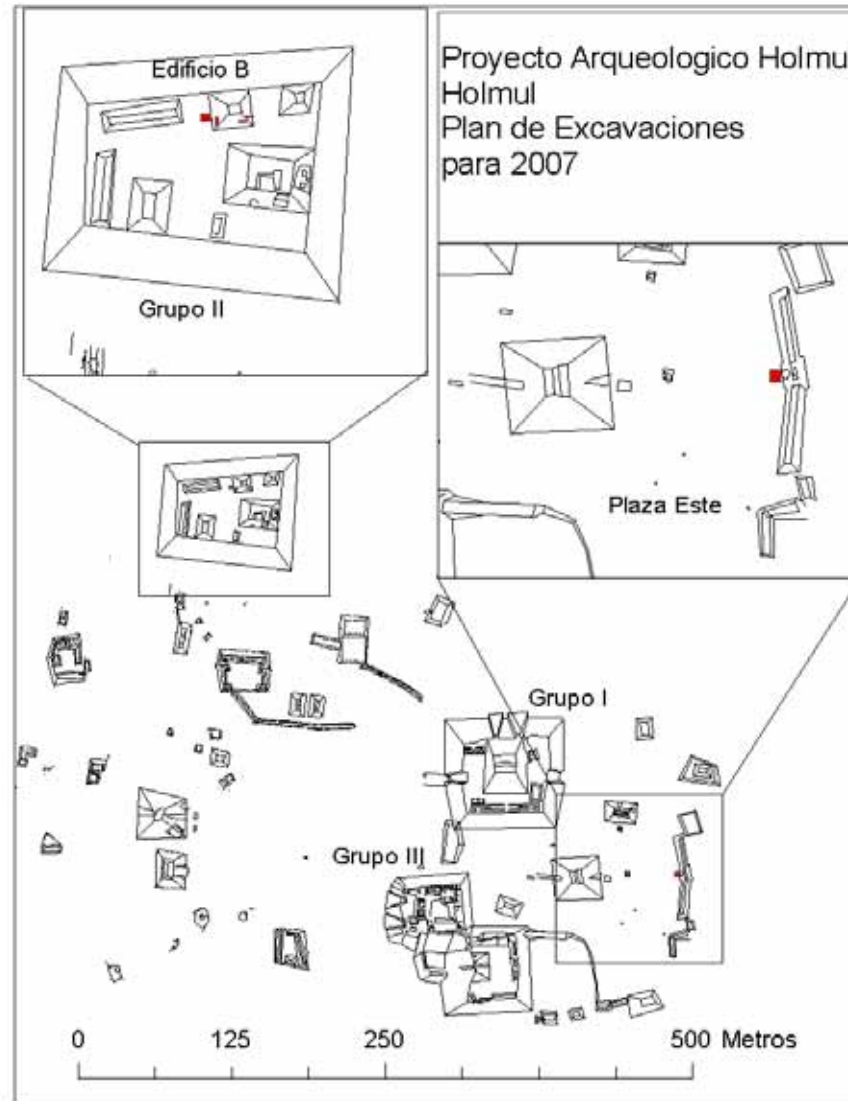 Edificio B
Grupo II
Proyecto Arqueologico Holmu
Holmul
Plan de Excavaciones
para 2007
Plaza Este
Grupo I
Grupo III
0 125 250 500 Metros